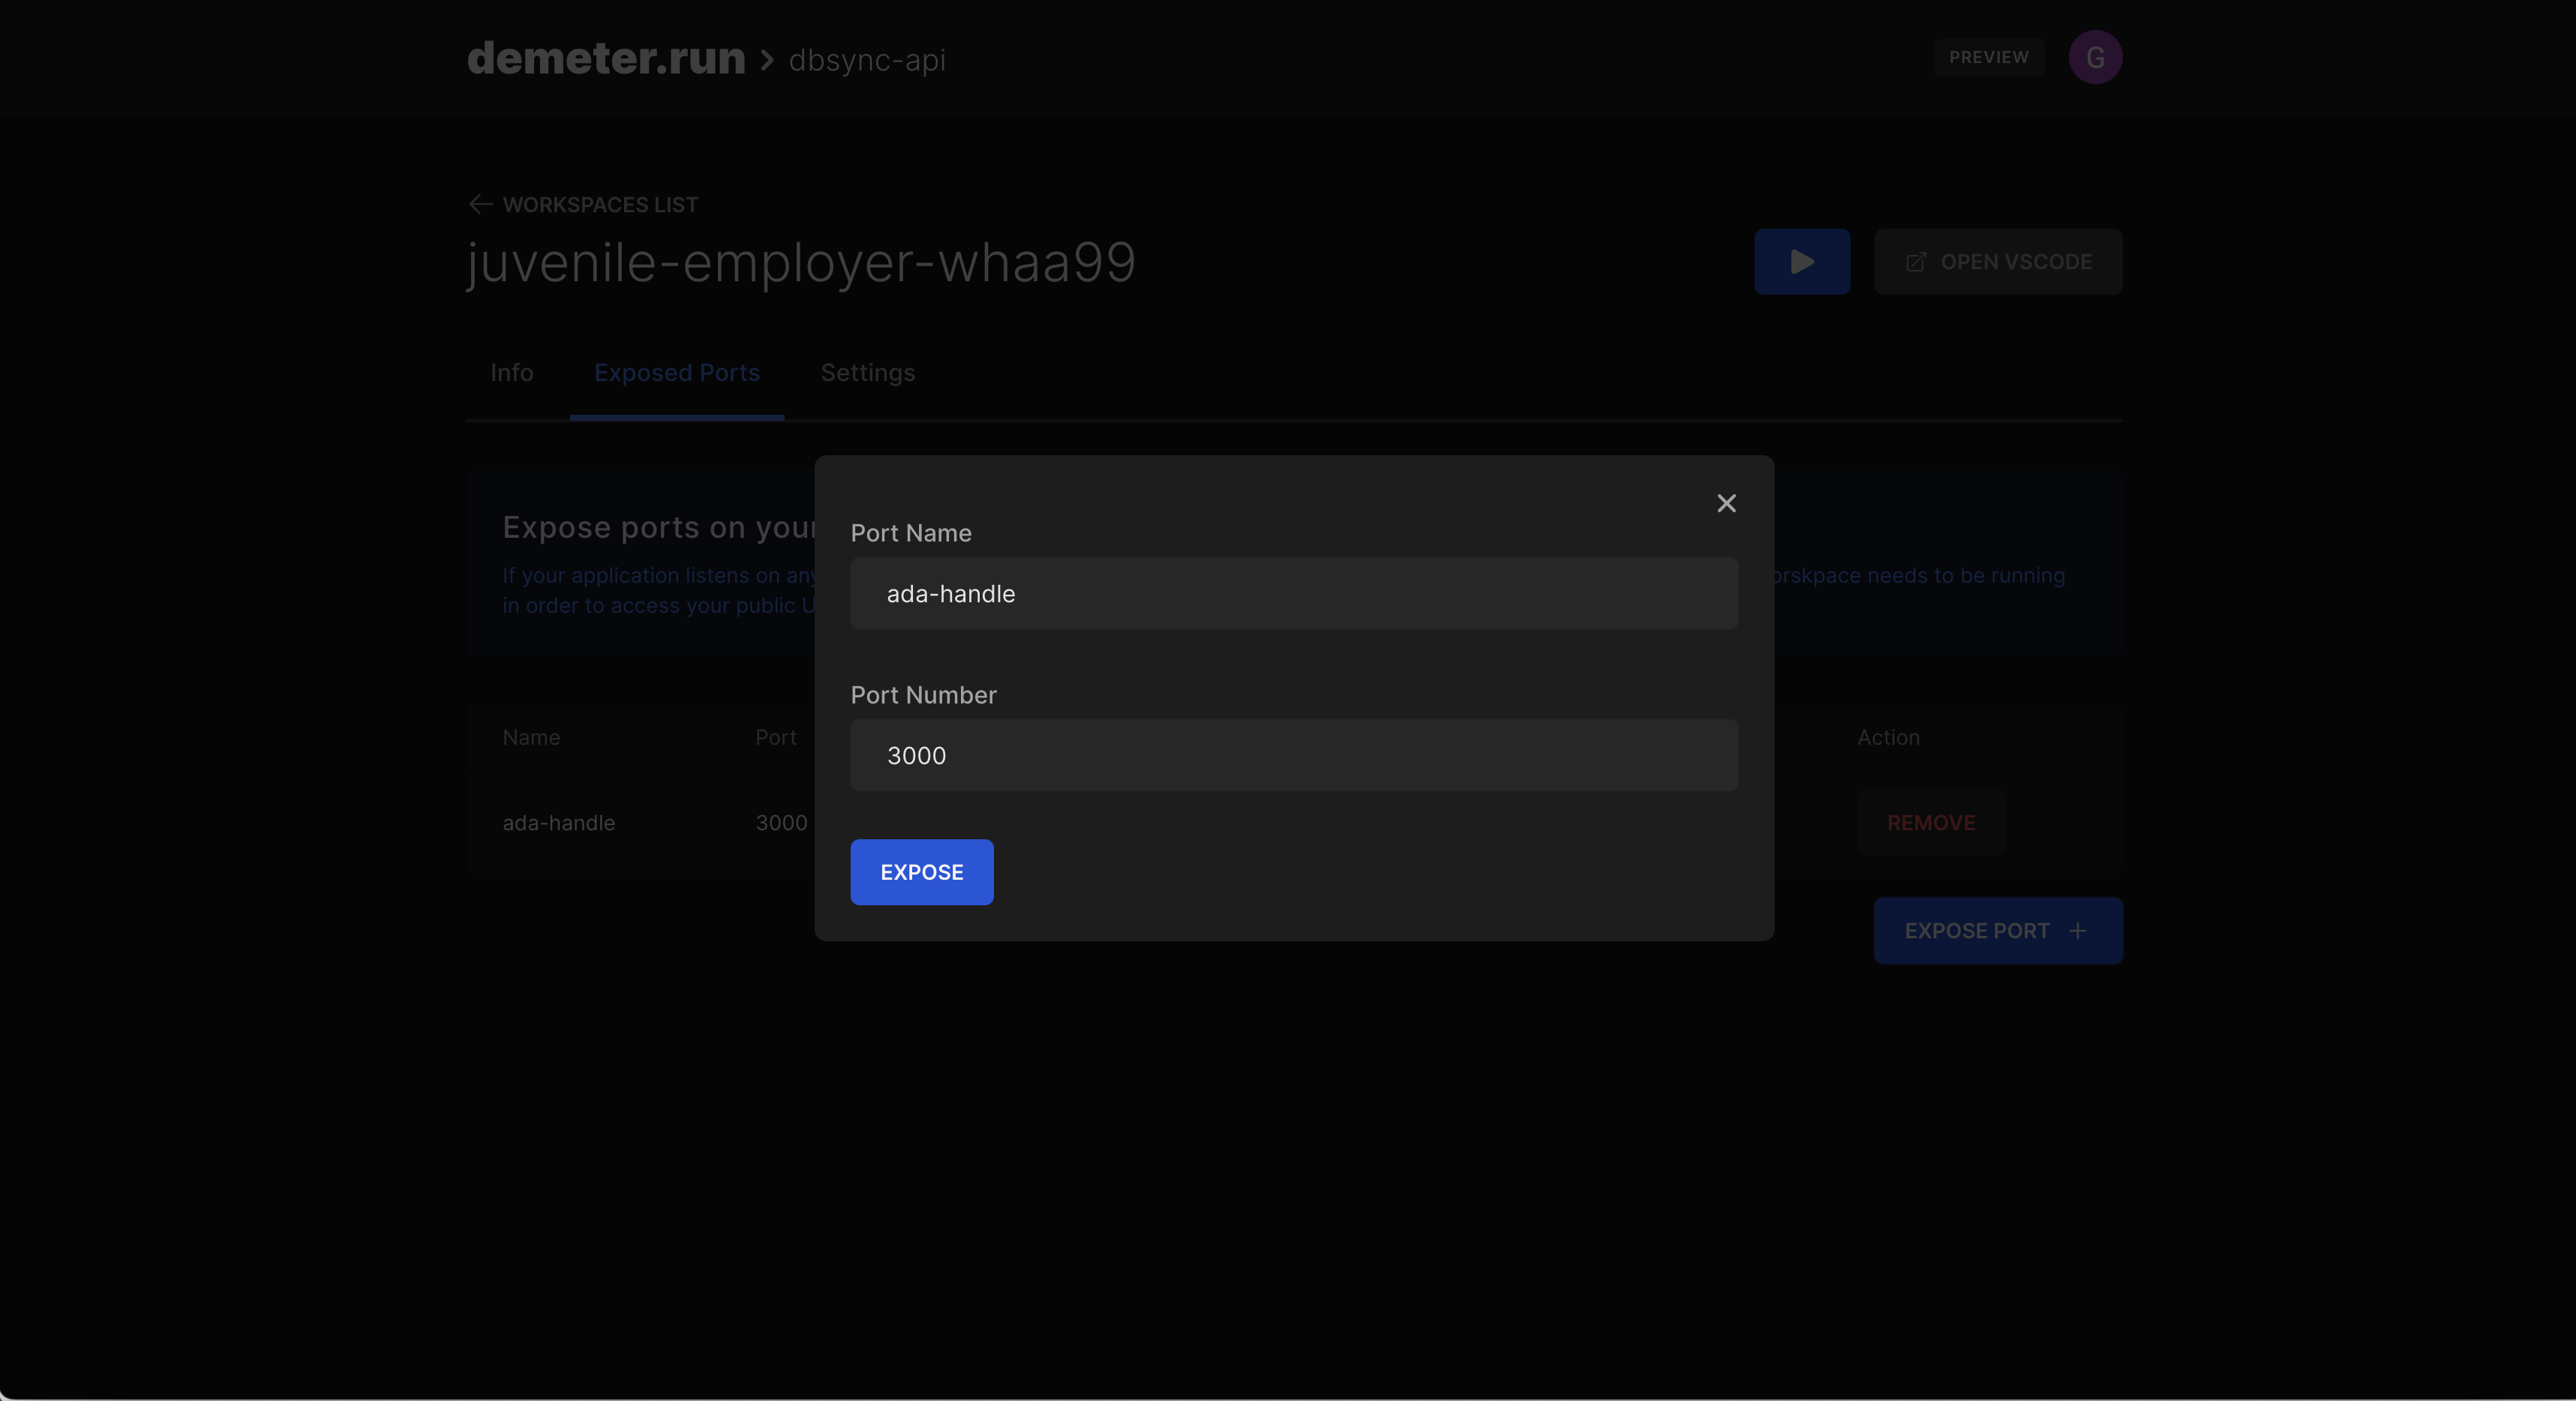 demeter.run > dbsync-api
PREVIEW
G
WORKSPACES LIST
juvenile-employer-whaa99
OPEN VSCODE
Info
Exposed Ports
Settings
Expose ports on your
If your application listens on any
orskpace needs to be running
in order to access your public U
Port Name
ada-handle
Port Number
3000
EXPOSE
Name
Port
Action
ada-handle
3000
REMOVE
EXPOSE PORT +